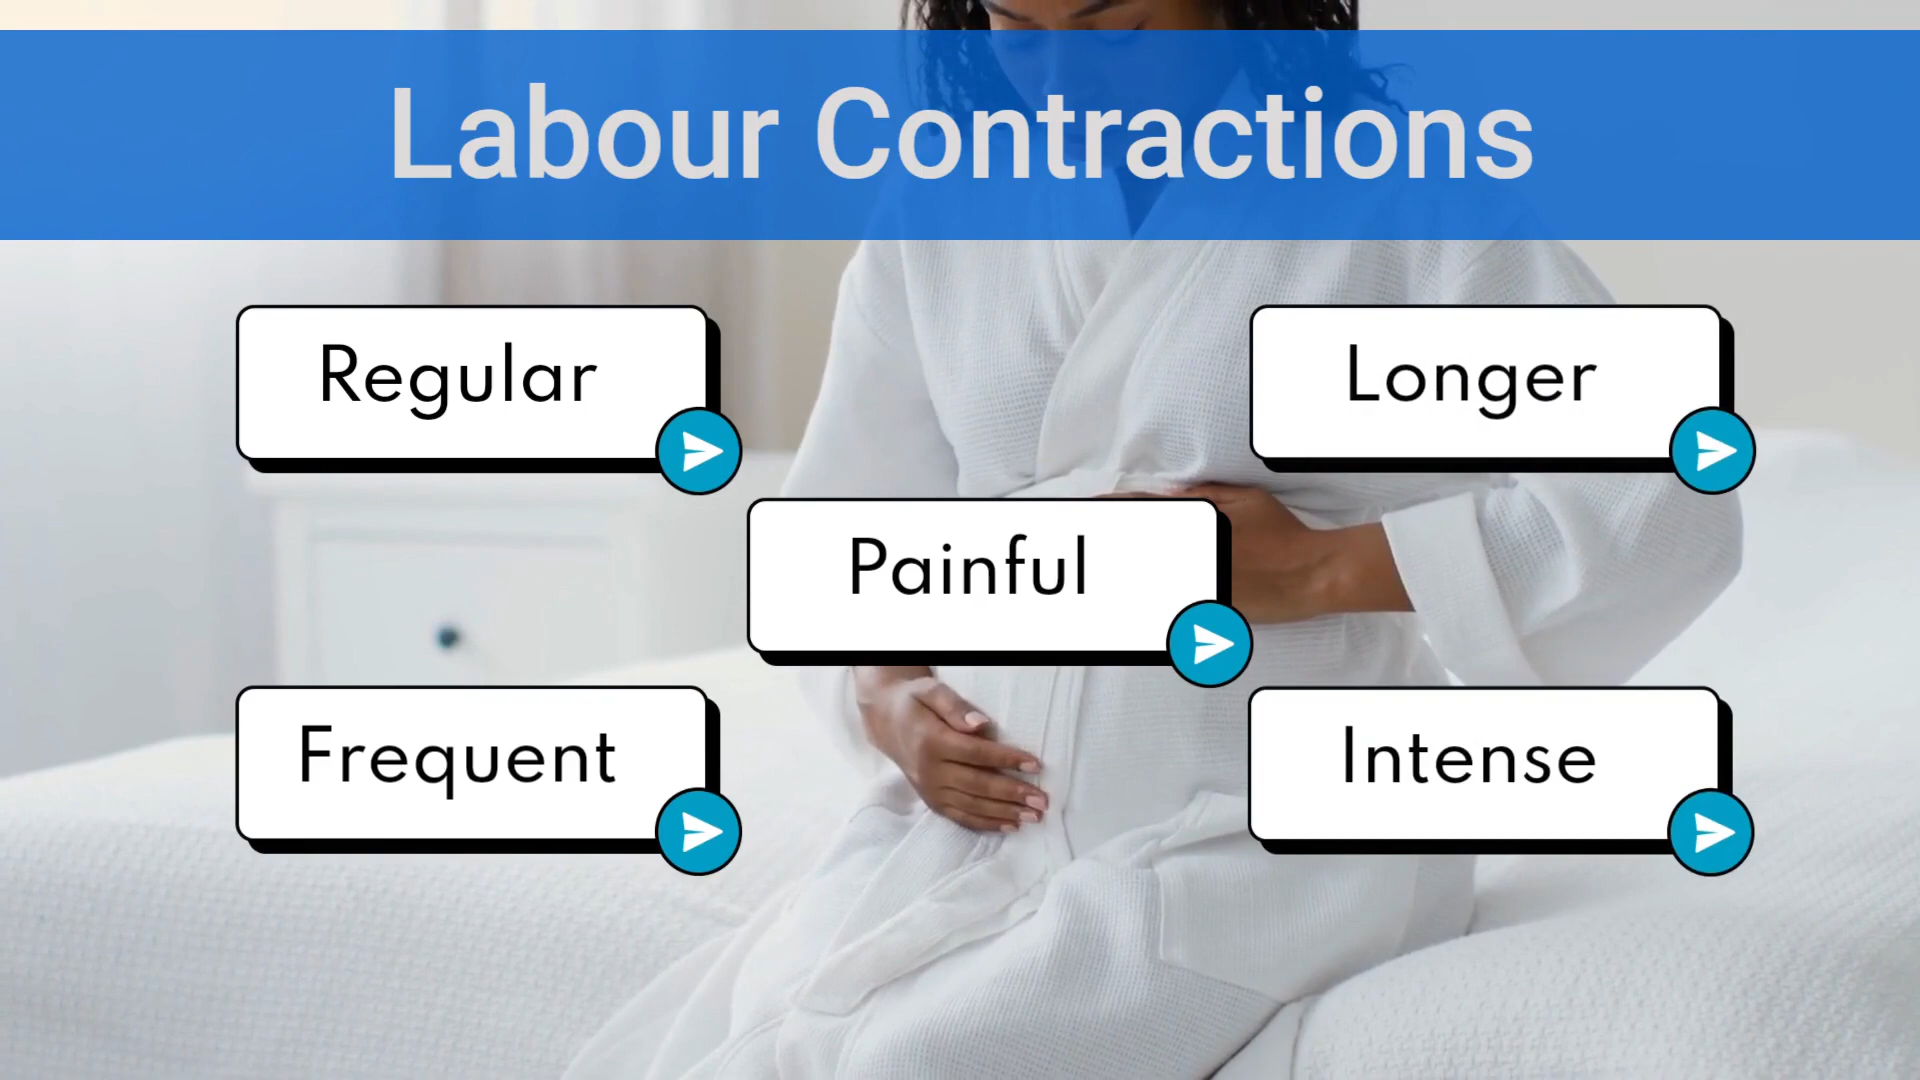 Labour Contractions
Regular
Longer
Painful
Frequent
Intense